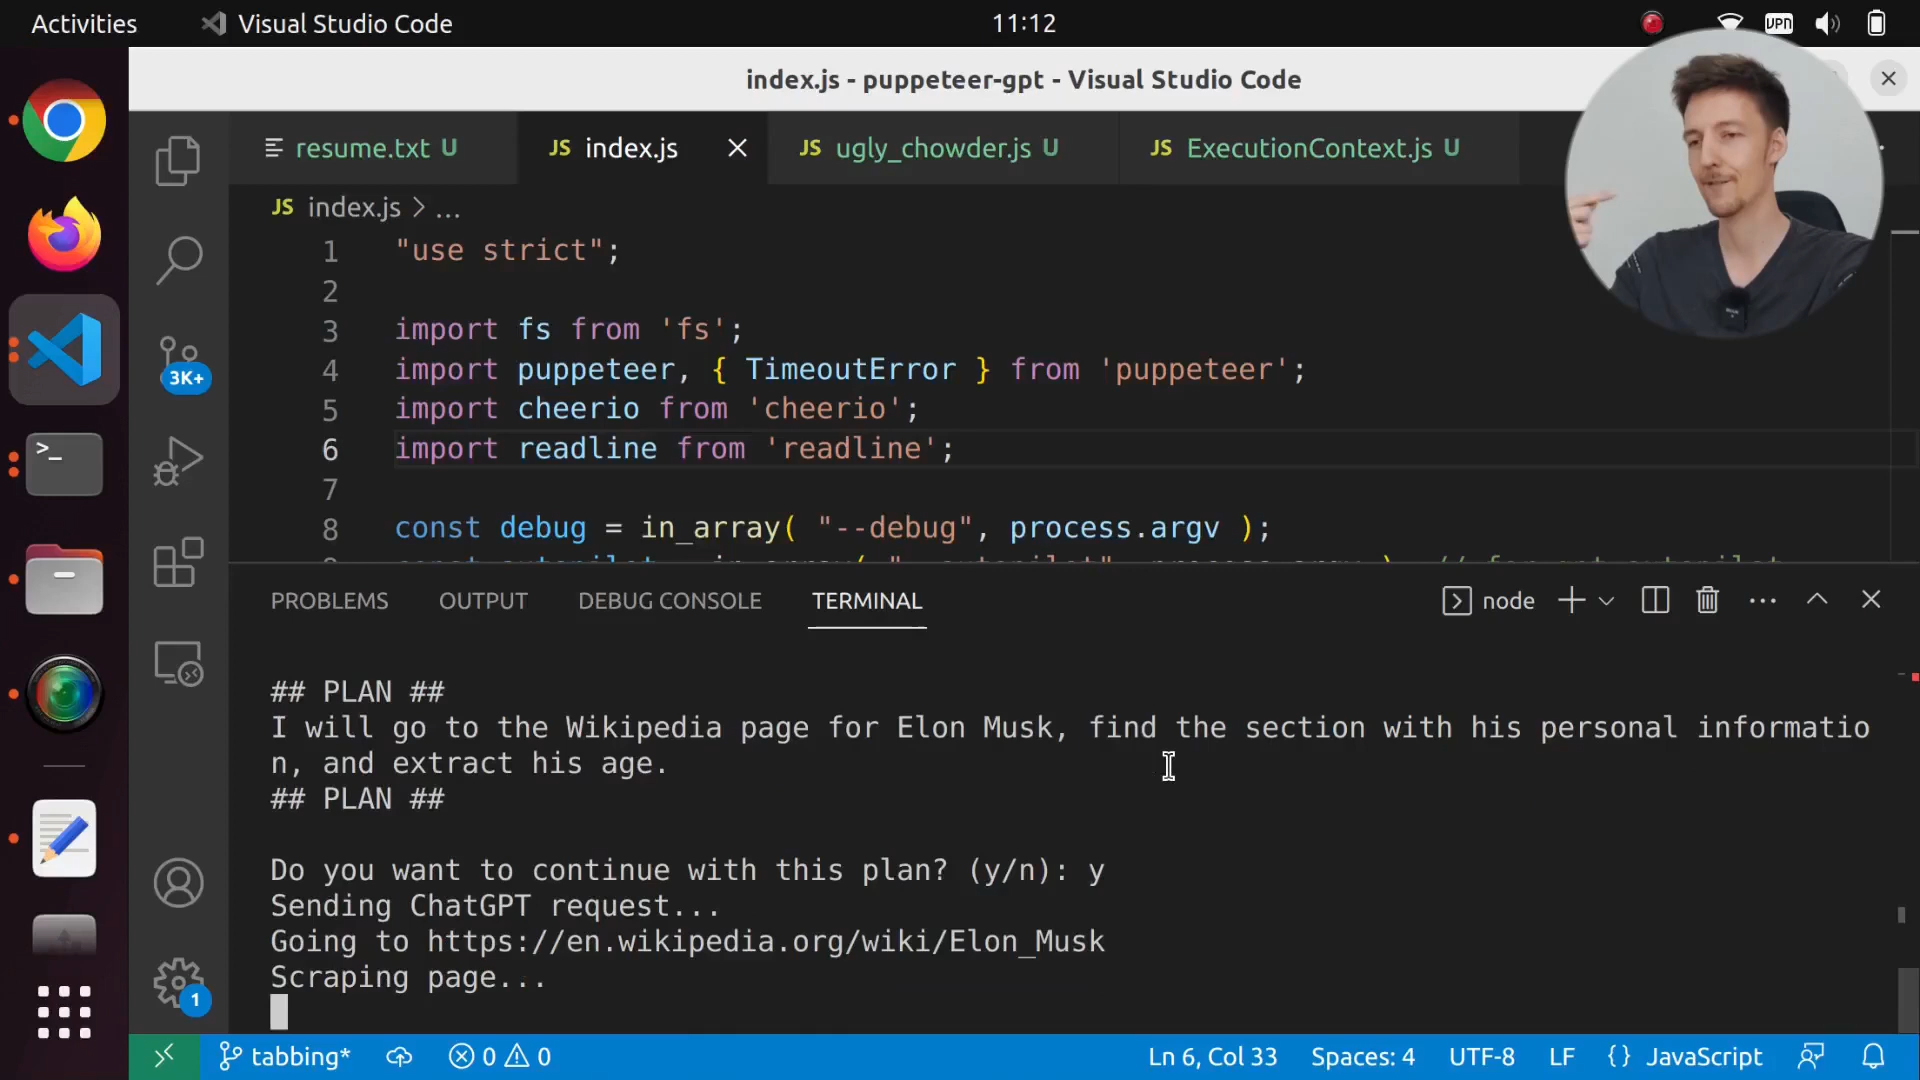 Activities
Visual Studio Code
11:12
VPN
index.js - puppeteer-gpt - Visual Studio Code
resume.txt U
JS index.js
JS ugly_chowder.js U
JS ExecutionContext.js U
JS index.js > ...
1 "use strict";
2
3 import fs from 'fs';
4 import puppeteer, { TimeoutError } from 'puppeteer';
5 import cheerio from 'cheerio';
6 import readline from 'readline';
7
8 const debug = in_array( "--debug", process.argv );
3K+
PROBLEMS OUTPUT DEBUG CONSOLE TERMINAL
node
## PLAN ##
I will go to the Wikipedia page for Elon Musk, find the section with his personal informatio
n, and extract his age.
## PLAN ##
Do you want to continue with this plan? (y/n): y
Sending ChatGPT request...
Going to https://en.wikipedia.org/wiki/Elon_Musk
Scraping page...
1
tabbing* 0 0 Ln 6, Col 33 Spaces: 4 UTF-8 LF {} JavaScript